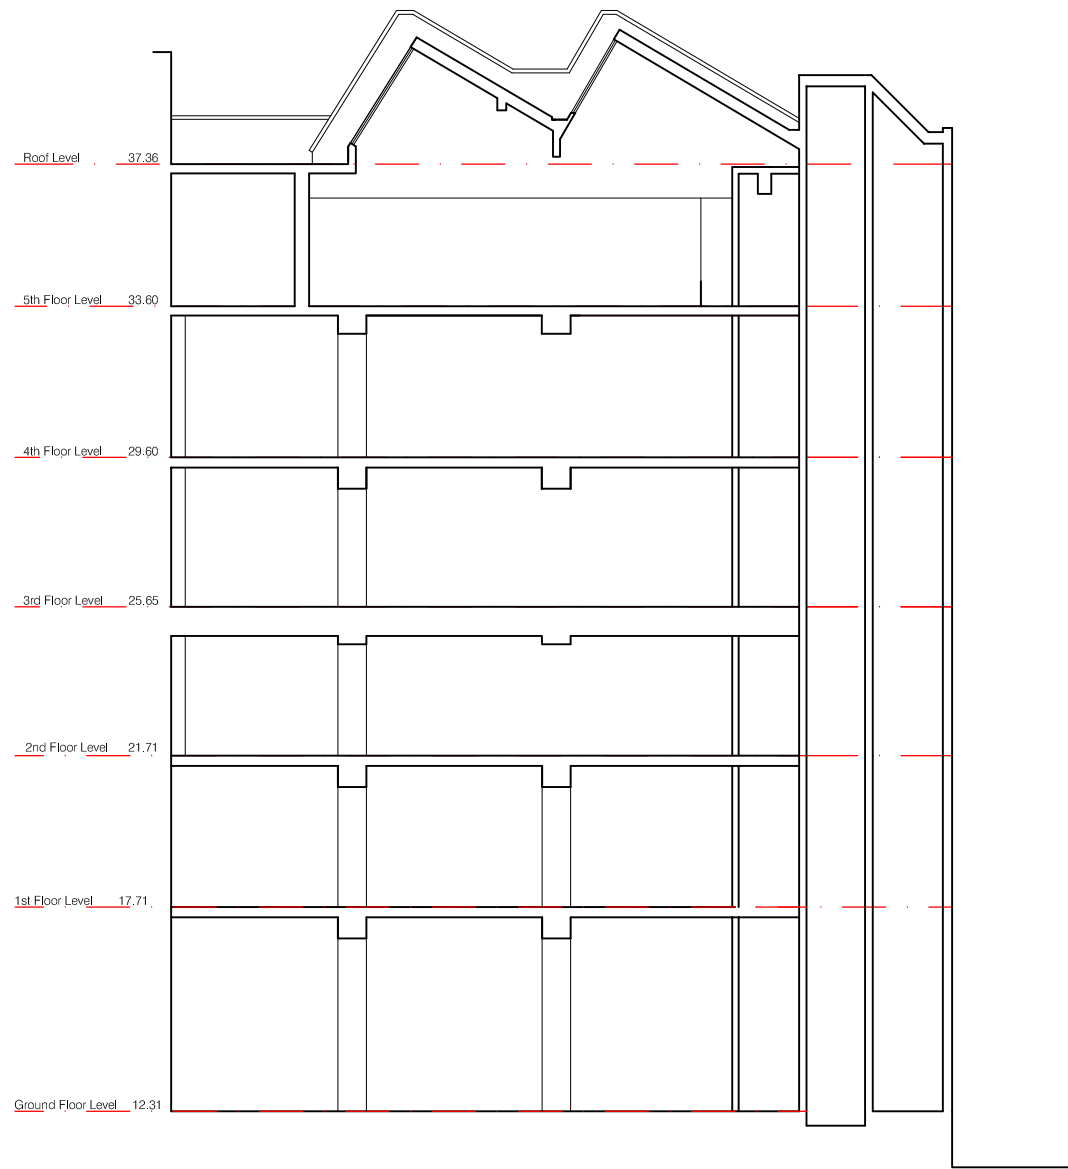 Roof Level 37.36
5th Floor Level 33.60
4th Floor Level 29.60
3rd Floor Level 25.65
2nd Floor Level 21.71
1st Floor Level 17.71
Ground Floor Level 12.31